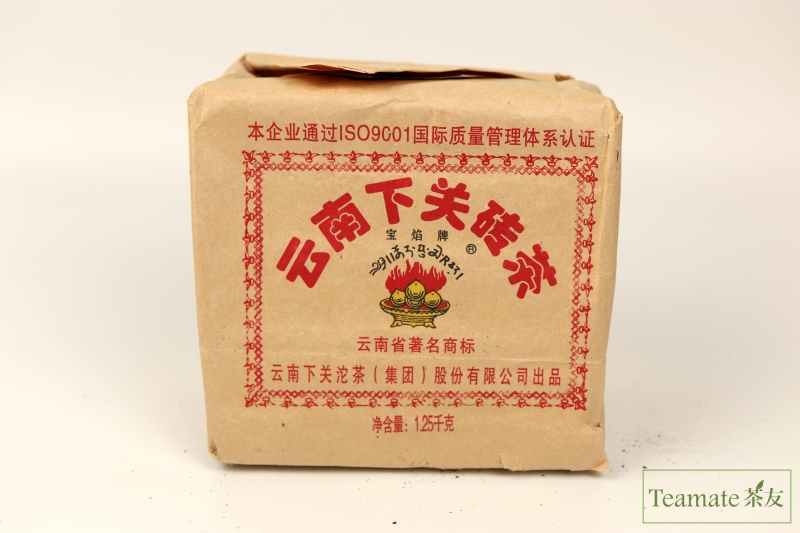 本企业通过ISO9001国际质量管理体系认证
云南下关砖茶
宝焰牌
®
云南省著名商标
云南下关沱茶(集团)股份有限公司出品
净含量: 1.25千克
Teamate茶友